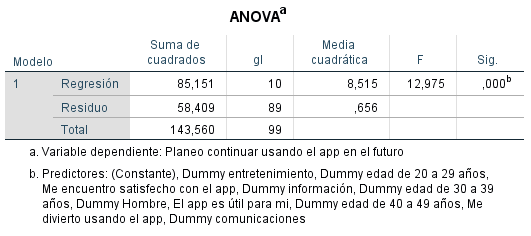 ANOVAa
Modelo Suma de cuadrados gl Media cuadrática F Sig.
1 Regresión 85,151 10 8,515 12,975 ,000b
Residuo 58,409 89 ,656
Total 143,560 99
a. Variable dependiente: Planeo continuar usando el app en el futuro
b. Predictores: (Constante), Dummy entretenimiento, Dummy edad de 20 a 29 años,
Me encuentro satisfecho con el app, Dummy información, Dummy edad de 30 a 39
años, Dummy Hombre, El app es útil para mi, Dummy edad de 40 a 49 años, Me
divierto usando el app, Dummy comunicaciones